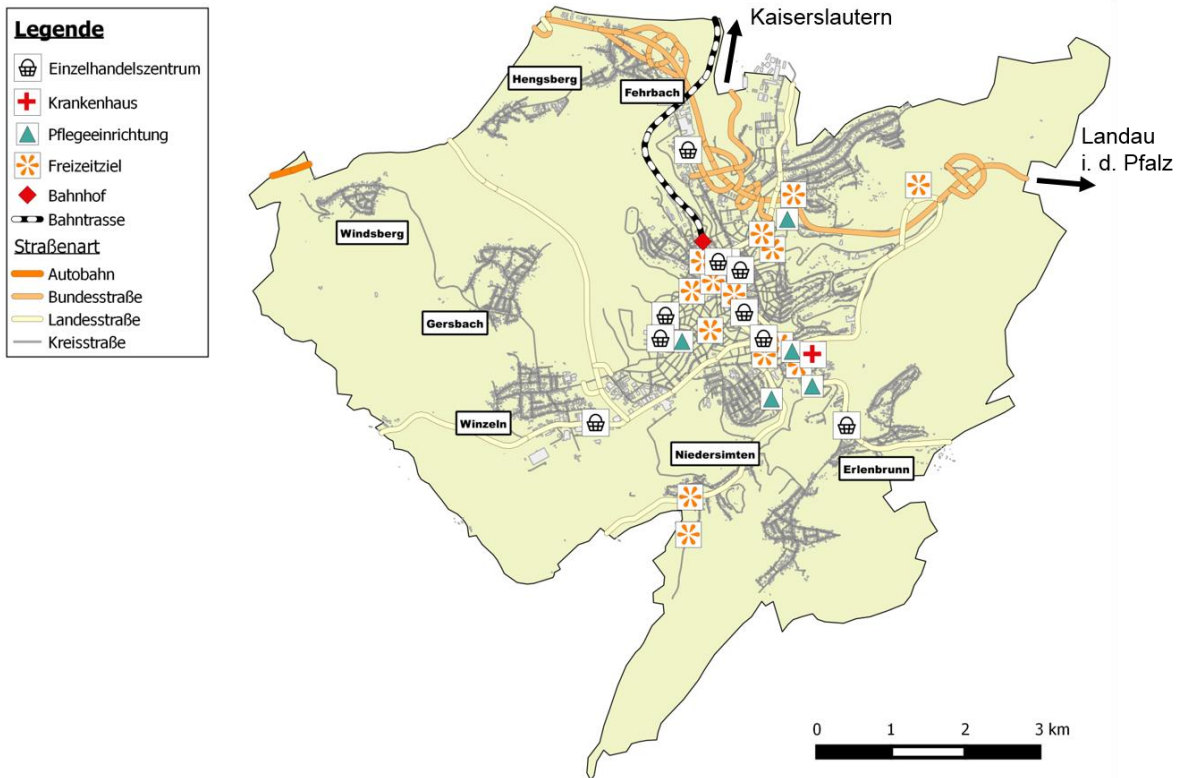 Legende
Einzelhandelszentrum
Krankenhaus
Pflegeeinrichtung
Freizeitziel
Bahnhof
Bahntrasse
Straßenart
Autobahn
Bundesstraße
Landesstraße
Kreisstraße
Kaiserslautern
Hengsberg
Fehrbach
Landau
i. d. Pfalz
Windsberg
Gersbach
Winzeln
Niedersimten
Erlenbrunn
0 1 2 3 km